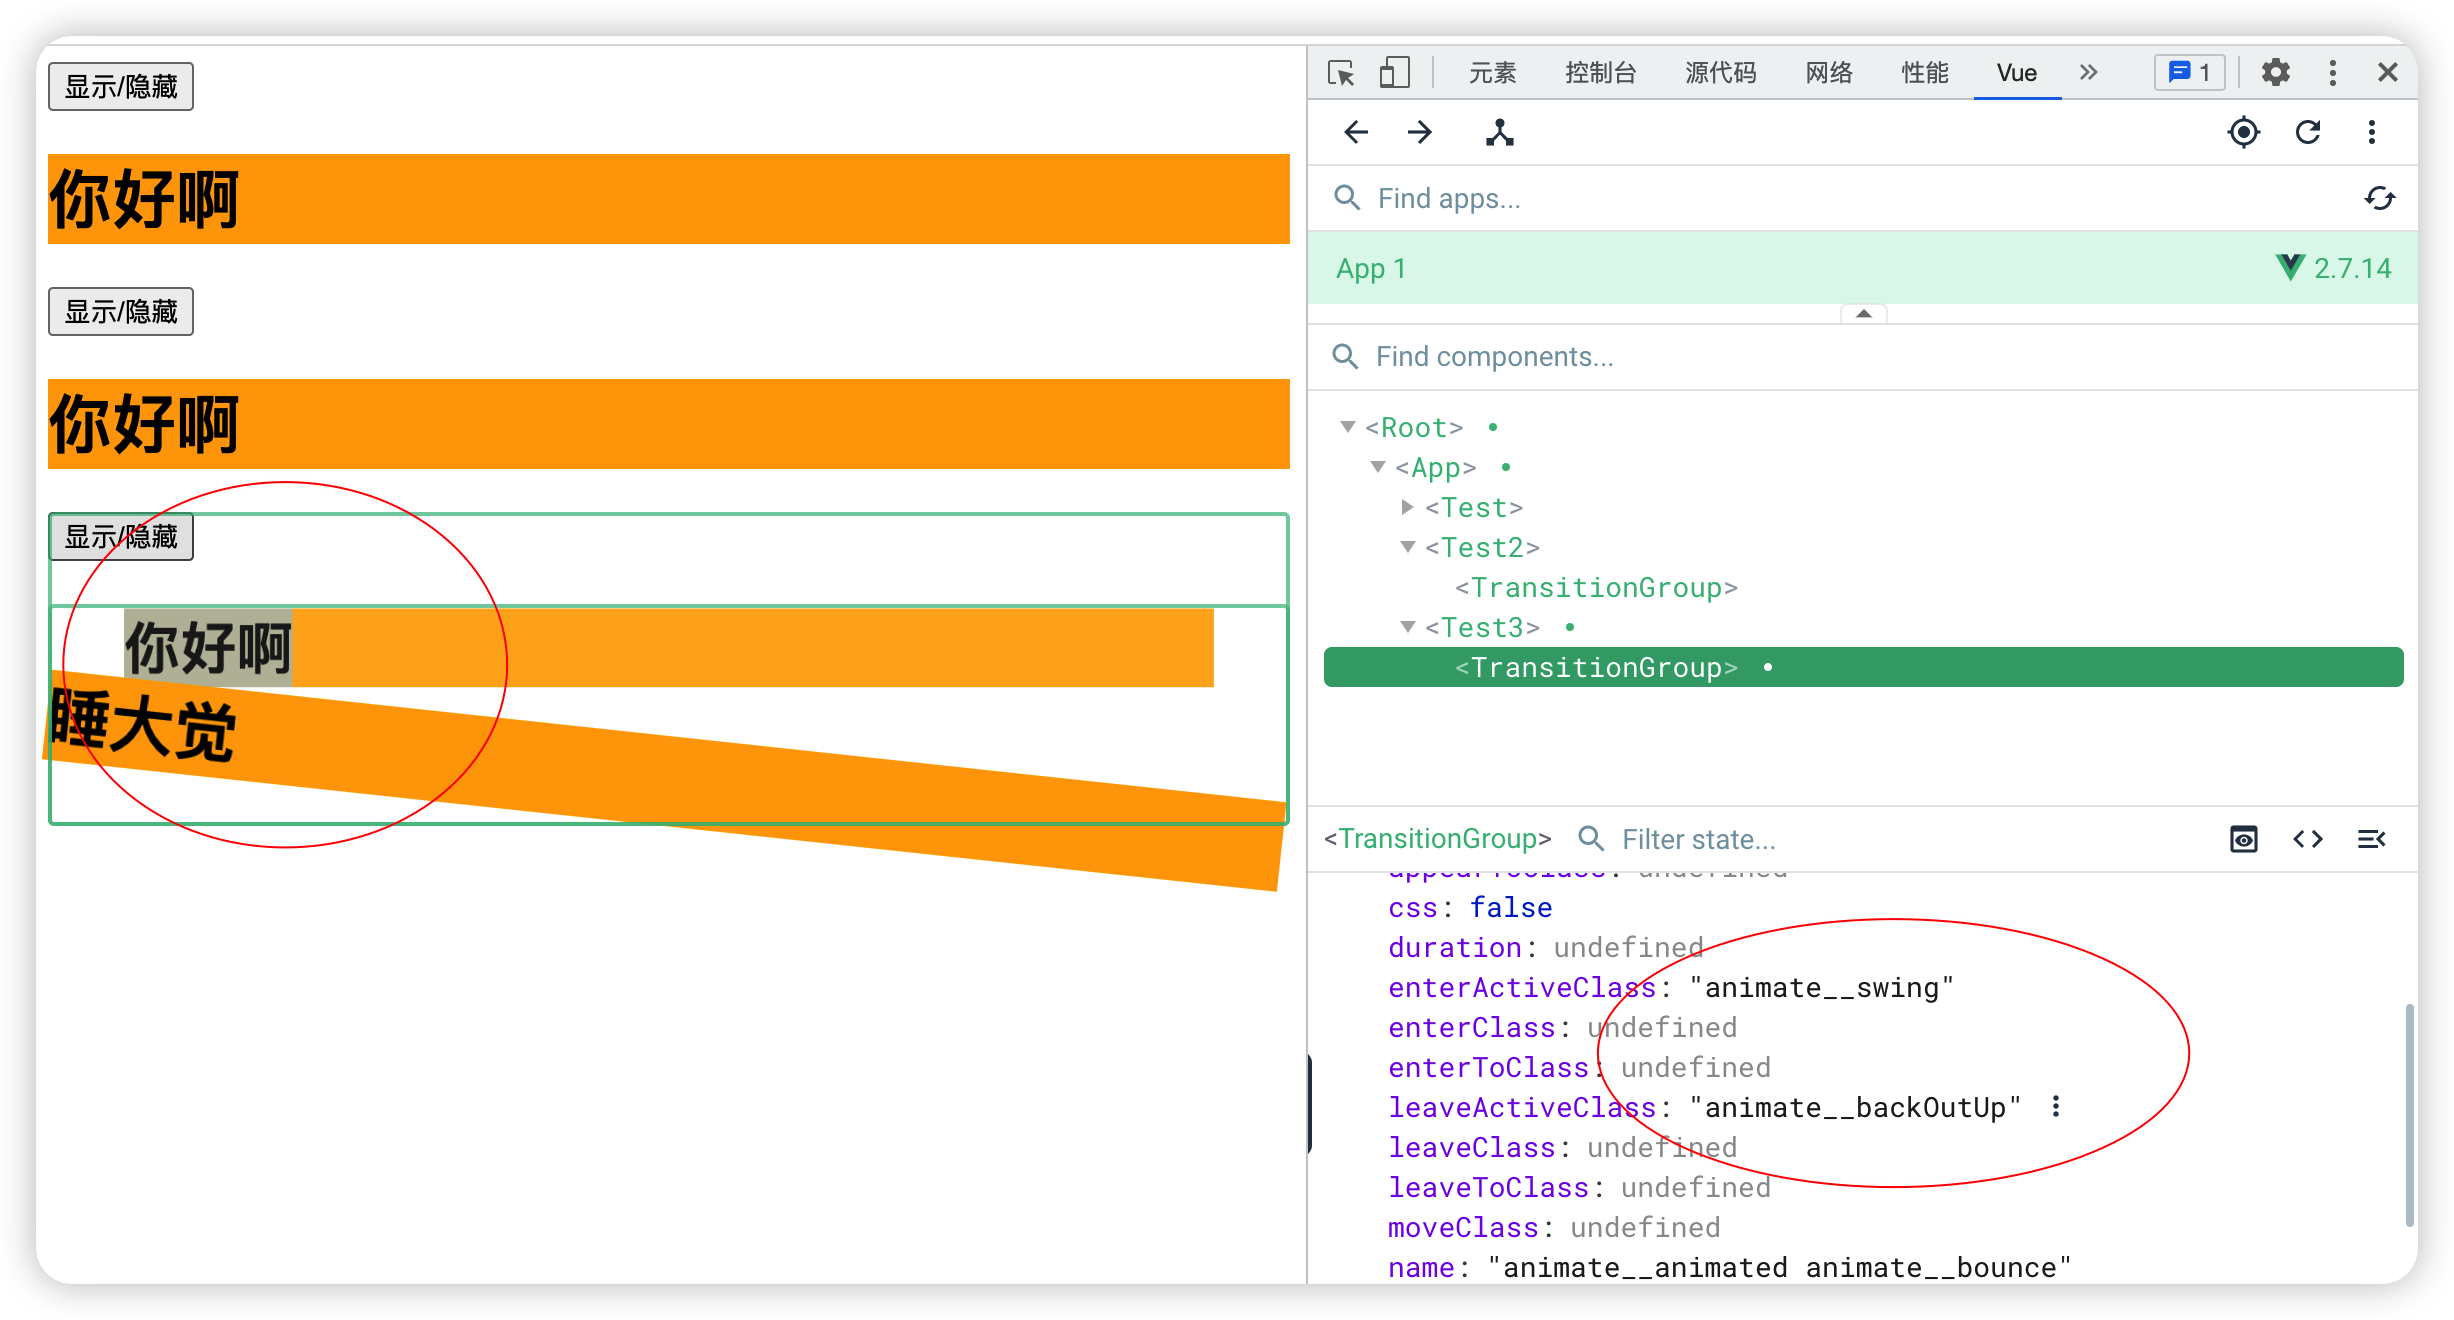 显示/隐藏
你好啊
显示/隐藏
你好啊
显示/隐藏
你好啊
睡大觉
元素 控制台 源代码 网络 性能 Vue 1
Find apps...
App 1 2.7.14
Find components...
<Root>
<App>
<Test>
<Test2>
<TransitionGroup>
<Test3>
<TransitionGroup>
<TransitionGroup> Filter state...
appearToClass: undefined
css: false
duration: undefined
enterActiveClass: "animate__swing"
enterClass: undefined
enterToClass: undefined
leaveActiveClass: "animate__backOutUp"
leaveClass: undefined
leaveToClass: undefined
moveClass: undefined
name: "animate__animated animate__bounce"